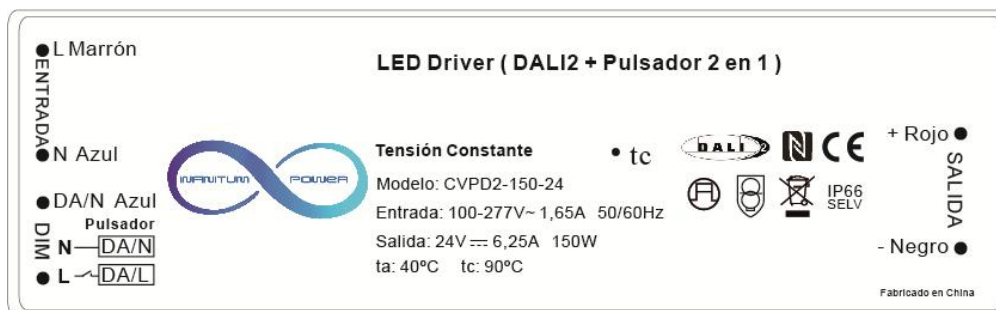 L Marrón
ENTRADA
N Azul
DA/N Azul
Pulsador
DIM
N DA/N
L DA/L
LED Driver ( DALI2 + Pulsador 2 en 1 )
INFINITUM POWER
Tensión Constante
Modelo: CVPD2-150-24
Entrada: 100-277V~ 1,65A 50/60Hz
Salida: 24V⎓ 6,25A 150W
ta: 40ºC tc: 90ºC
tc
DALI 2
N CE
IP66
SELV
+ Rojo
SALIDA
- Negro
Fabricado en China